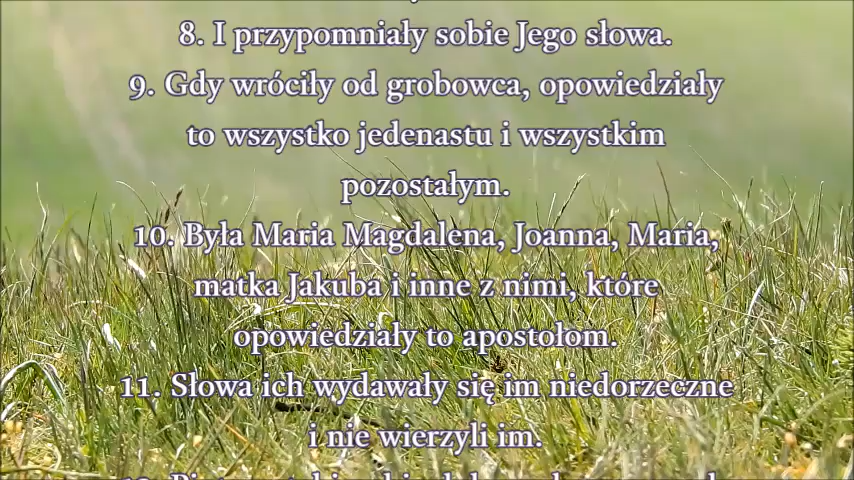 8. I przypomniały sobie Jego słowa.
9. Gdy wróciły od grobowca, opowiedziały
to wszystko jedenastu i wszystkim
pozostałym.
10. Była Maria Magdalena, Joanna, Maria,
matka Jakuba i inne z nimi, które
opowiedziały to apostołom.
11. Słowa ich wydawały się im niedorzeczne
i nie wierzyli im.